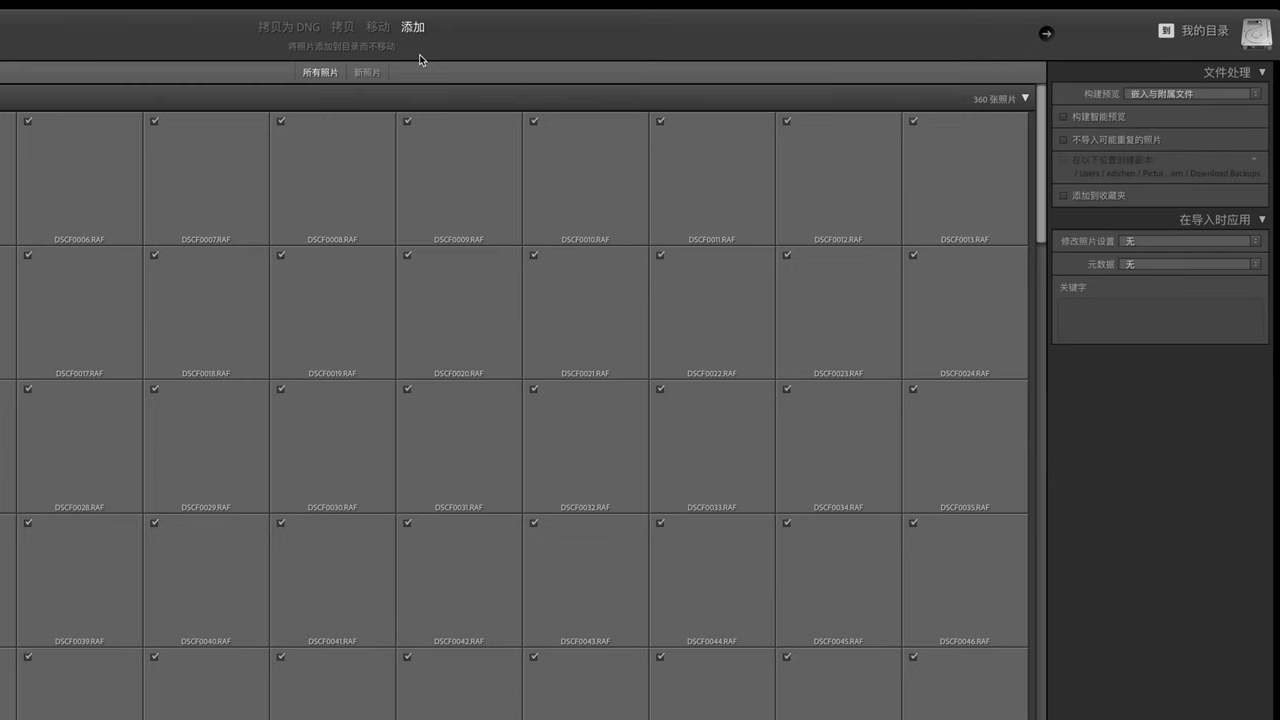 拷贝为 DNG 拷贝 移动 添加
将照片添加到目录而不移动
到 我的目录
所有照片 新照片
360 张照片
DSCF0006.RAF DSCF0007.RAF DSCF0008.RAF DSCF0009.RAF DSCF0010.RAF DSCF0011.RAF DSCF0012.RAF DSCF0013.RAF
DSCF0017.RAF DSCF0018.RAF DSCF0019.RAF DSCF0020.RAF DSCF0021.RAF DSCF0022.RAF DSCF0023.RAF DSCF0024.RAF
DSCF0028.RAF DSCF0029.RAF DSCF0030.RAF DSCF0031.RAF DSCF0032.RAF DSCF0033.RAF DSCF0034.RAF DSCF0035.RAF
DSCF0039.RAF DSCF0040.RAF DSCF0041.RAF DSCF0042.RAF DSCF0043.RAF DSCF0044.RAF DSCF0045.RAF DSCF0046.RAF
文件处理
构建预览 嵌入与附属文件
构建智能预览
不导入可能重复的照片
在以下位置创建副本:
/ Users / edichen / Pictur...om / Download Backups
添加到收藏夹
在导入时应用
修改照片设置 无
元数据 无
关键字